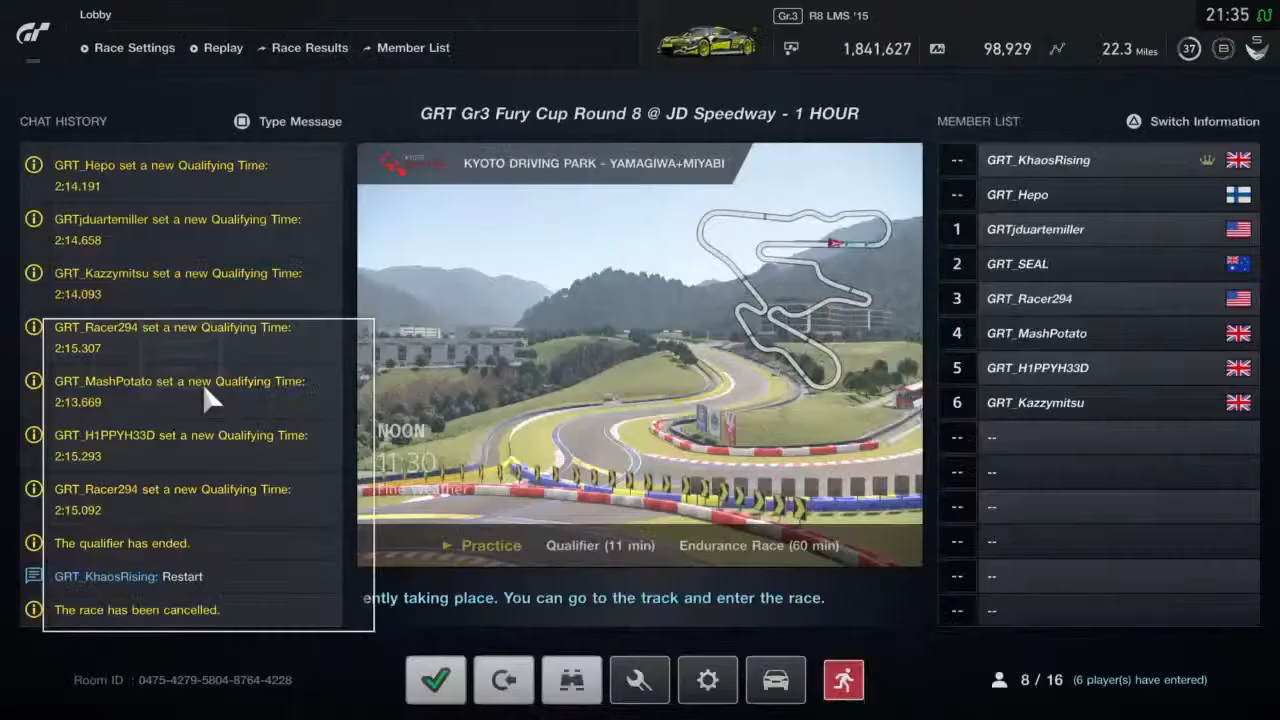 Lobby
Race Settings
Replay
Race Results
Member List
Gr.3
R8 LMS '15
1,841,627
98,929
22.3 Miles
37
B
S
21:35
CHAT HISTORY
Type Message
GRT_Hepo set a new Qualifying Time:
2:14.191
GRTjduartemiller set a new Qualifying Time:
2:14.658
GRT_Kazzymitsu set a new Qualifying Time:
2:14.093
GRT_Racer294 set a new Qualifying Time:
2:15.307
GRT_MashPotato set a new Qualifying Time:
2:13.669
GRT_H1PPYH33D set a new Qualifying Time:
2:15.293
GRT_Racer294 set a new Qualifying Time:
2:15.092
The qualifier has ended.
GRT_KhaosRising: Restart
The race has been cancelled.
GRT Gr3 Fury Cup Round 8 @ JD Speedway - 1 HOUR
KYOTO DRIVING PARK - YAMAGIWA+MIYABI
NOON
11:30
Fine Weather
Practice
Qualifier (11 min)
Endurance Race (60 min)
ently taking place. You can go to the track and enter the race.
MEMBER LIST
Switch Information
-- GRT_KhaosRising
-- GRT_Hepo
1 GRTjduartemiller
2 GRT_SEAL
3 GRT_Racer294
4 GRT_MashPotato
5 GRT_H1PPYH33D
6 GRT_Kazzymitsu
-- --
-- --
-- --
-- --
-- --
-- --
Room ID : 0475-4279-5804-8764-4228
8 / 16 (6 player(s) have entered)